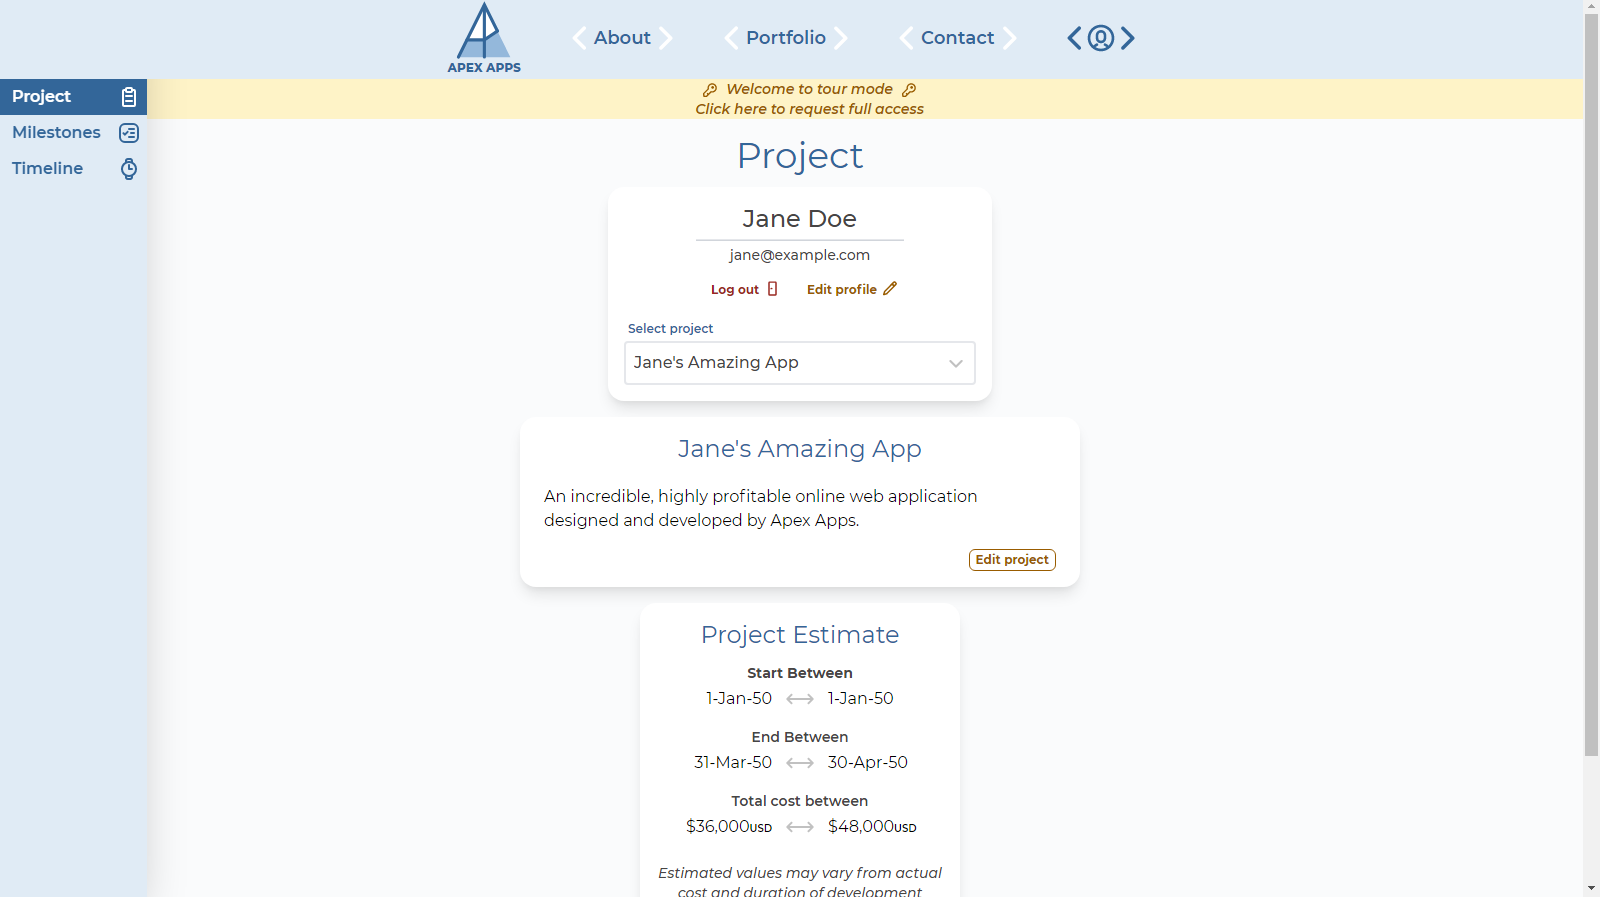 APEX APPS
About
Portfolio
Contact
Project
Milestones
Timeline
Welcome to tour mode
Click here to request full access
Project
Jane Doe
jane@example.com
Log out
Edit profile
Select project
Jane's Amazing App
Jane's Amazing App
An incredible, highly profitable online web application
designed and developed by Apex Apps.
Edit project
Project Estimate
Start Between
1-Jan-50 1-Jan-50
End Between
31-Mar-50 30-Apr-50
Total cost between
$36,000USD $48,000USD
Estimated values may vary from actual
cost and duration of development